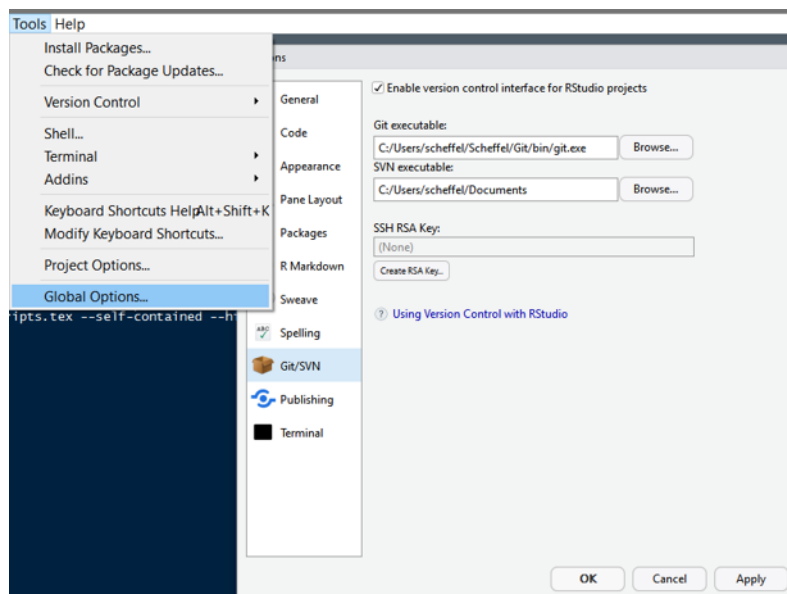 Tools Help
Install Packages...
Check for Package Updates...
Version Control
Shell...
Terminal
Addins
Keyboard Shortcuts Help Alt+Shift+K
Modify Keyboard Shortcuts...
Project Options...
Global Options...
ipts.tex --self-contained --h
ns
General
Code
Appearance
Pane Layout
Packages
R Markdown
Sweave
ABC Spelling
Git/SVN
Publishing
Terminal
Enable version control interface for RStudio projects
Git executable:
C:/Users/scheffel/Scheffel/Git/bin/git.exe Browse...
SVN executable:
C:/Users/scheffel/Documents Browse...
SSH RSA Key:
(None)
Create RSA Key...
? Using Version Control with RStudio
OK Cancel Apply